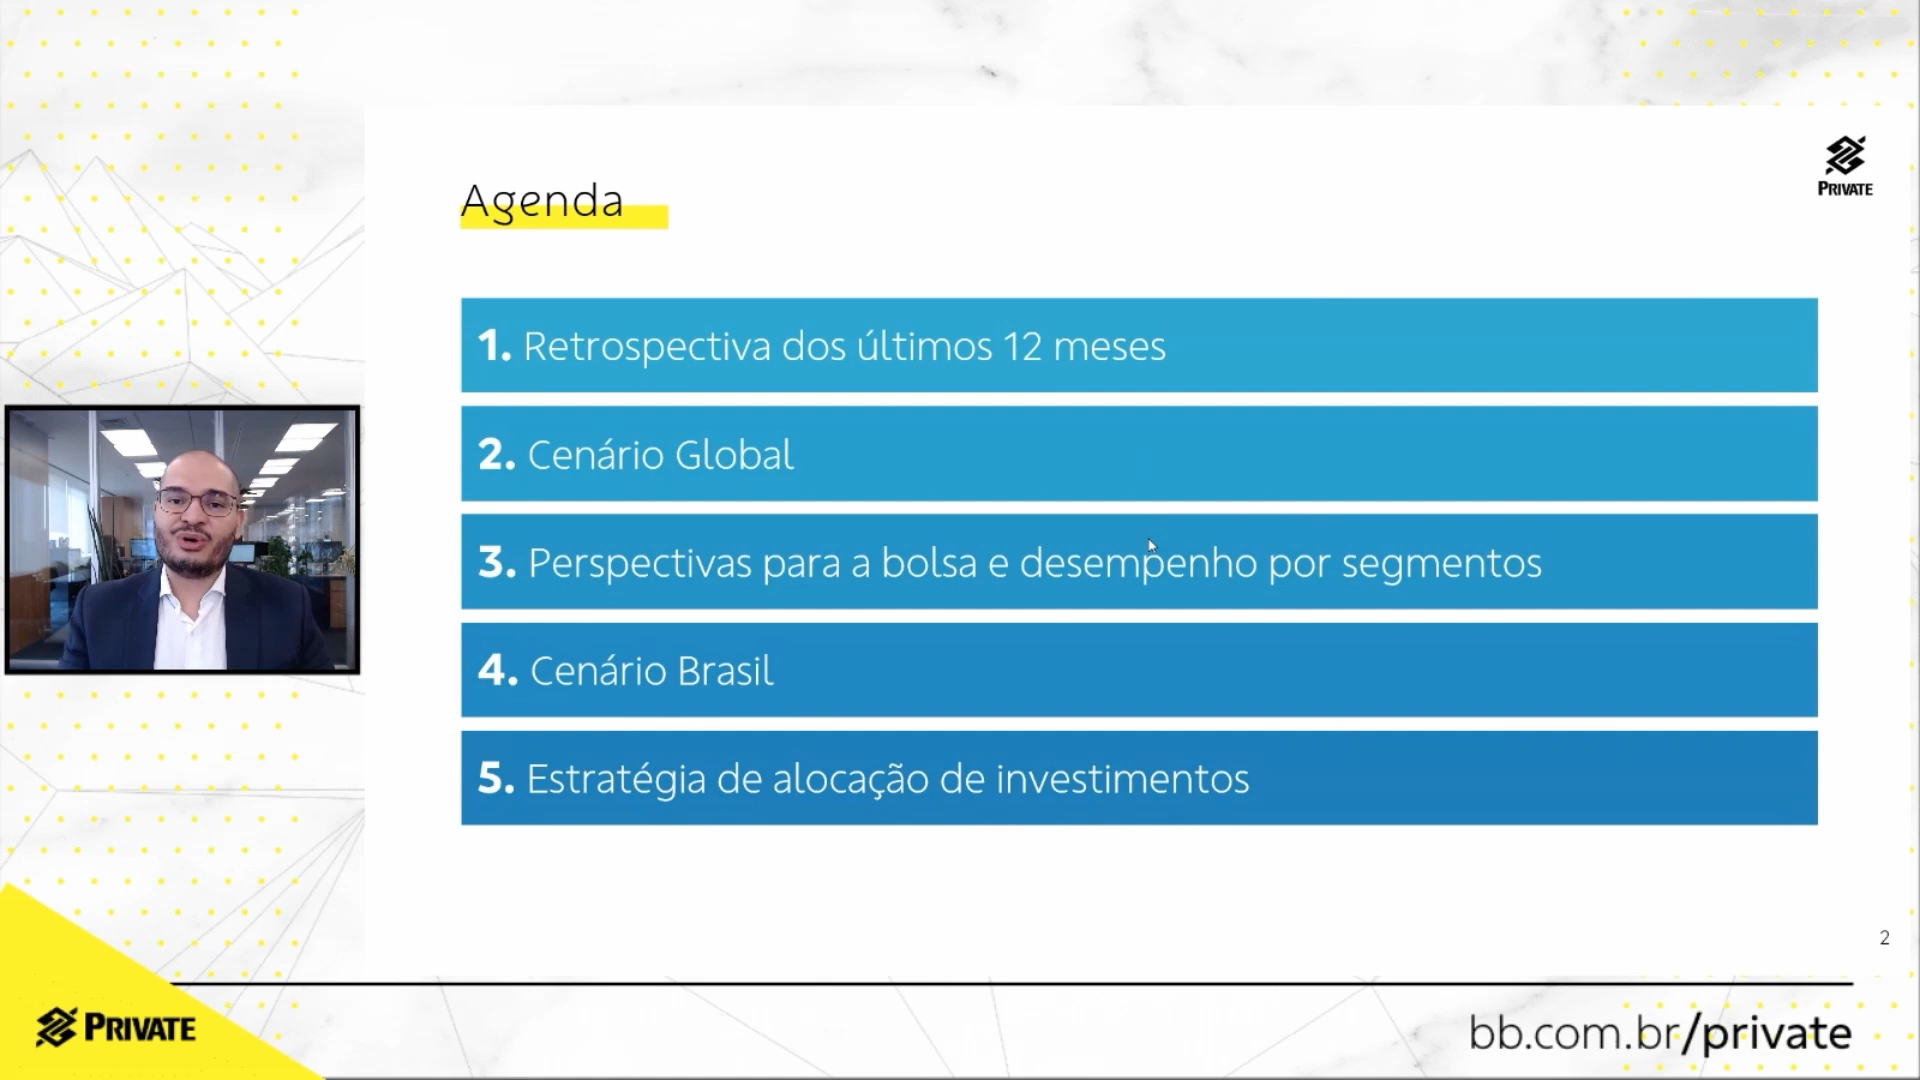 Agenda
PRIVATE
1. Retrospectiva dos últimos 12 meses
2. Cenário Global
3. Perspectivas para a bolsa e desempenho por segmentos
4. Cenário Brasil
5. Estratégia de alocação de investimentos
2
PRIVATE
bb.com.br/private